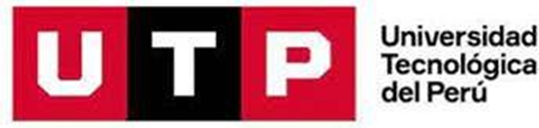 UTP
Universidad
Tecnológica
del Perú